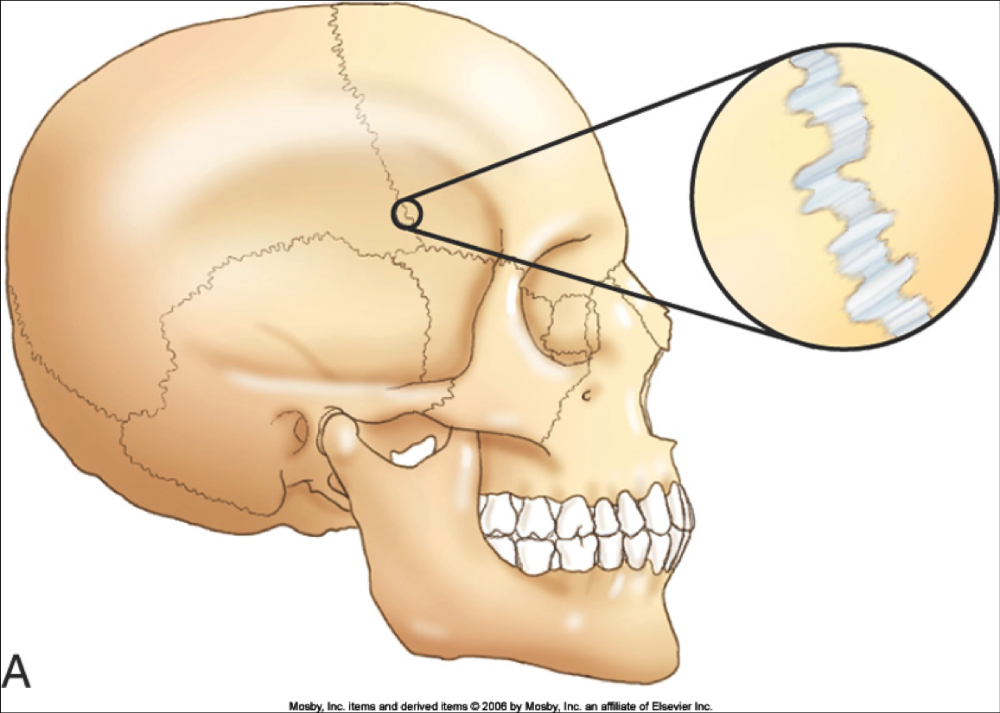 A
Mosby, Inc. items and derived items © 2006 by Mosby, Inc. an affiliate of Elsevier Inc.